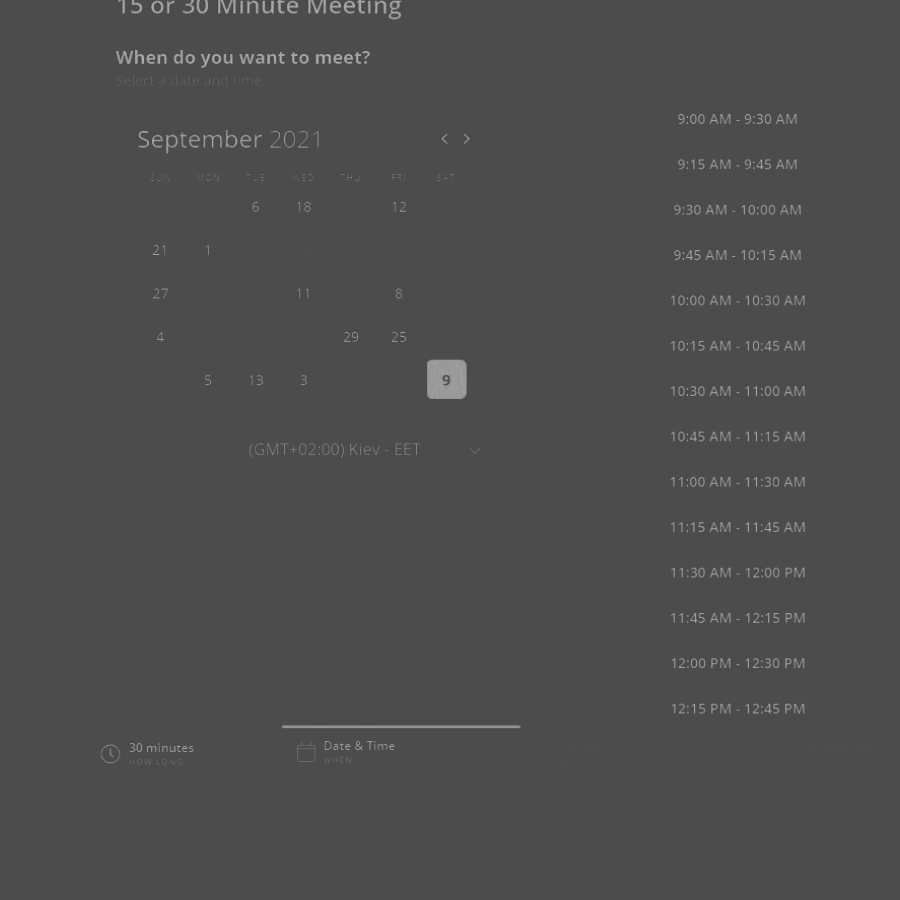 15 or 30 Minute Meeting
When do you want to meet?
Select a date and time
September 2021
SUN MON TUE WED THU FRI SAT
6 18 12
21 1
27 11 8
4 29 25
5 13 3 9
(GMT+02:00) Kiev - EET
9:00 AM - 9:30 AM
9:15 AM - 9:45 AM
9:30 AM - 10:00 AM
9:45 AM - 10:15 AM
10:00 AM - 10:30 AM
10:15 AM - 10:45 AM
10:30 AM - 11:00 AM
10:45 AM - 11:15 AM
11:00 AM - 11:30 AM
11:15 AM - 11:45 AM
11:30 AM - 12:00 PM
11:45 AM - 12:15 PM
12:00 PM - 12:30 PM
12:15 PM - 12:45 PM
30 minutes
HOW LONG
Date & Time
WHEN